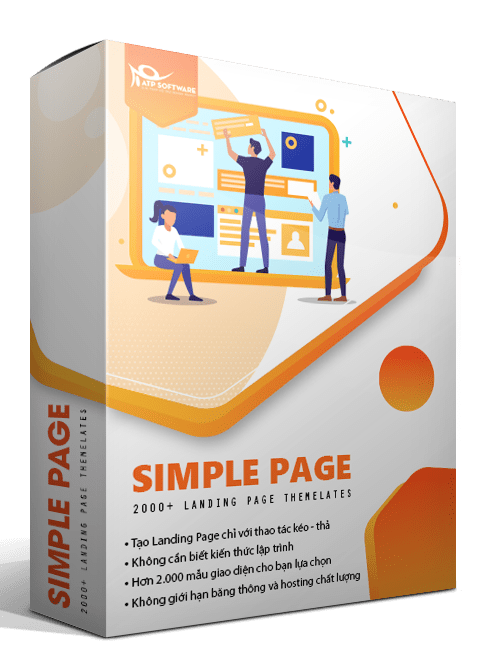 ATP SOFTWARE
SIMPLE PAGE
2000+ LANDING PAGE THEMELATES
• Tạo Landing Page chỉ với thao tác kéo - thả
• Không cần biết kiến thức lập trình
• Hơn 2.000 mẫu giao diện cho bạn lựa chọn
• Không giới hạn băng thông và hosting chất lượng
SIMPLE PAGE
2000+ LANDING PAGE THEMELATES